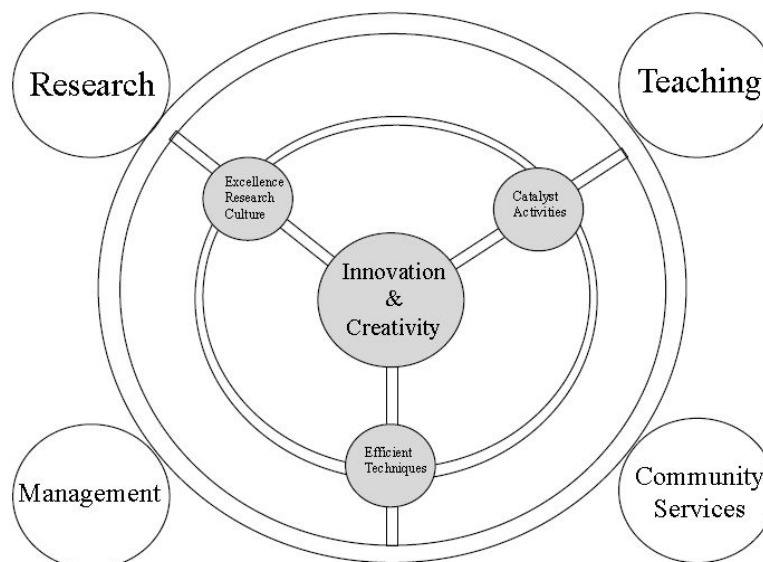 Research
Teaching
Excellence
Research
Culture
Catalyst
Activities
Innovation
&
Creativity
Efficient
Techniques
Management
Community
Services